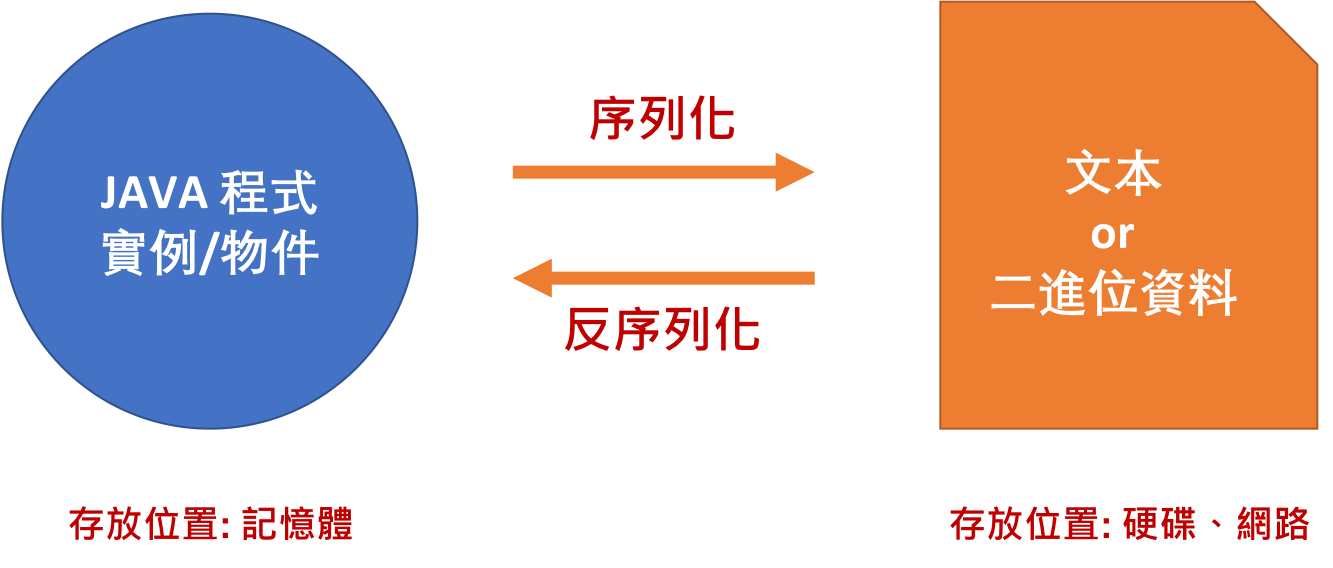 JAVA 程式
實例/物件
序列化
反序列化
文本
or
二進位資料
存放位置: 記憶體
存放位置: 硬碟、網路